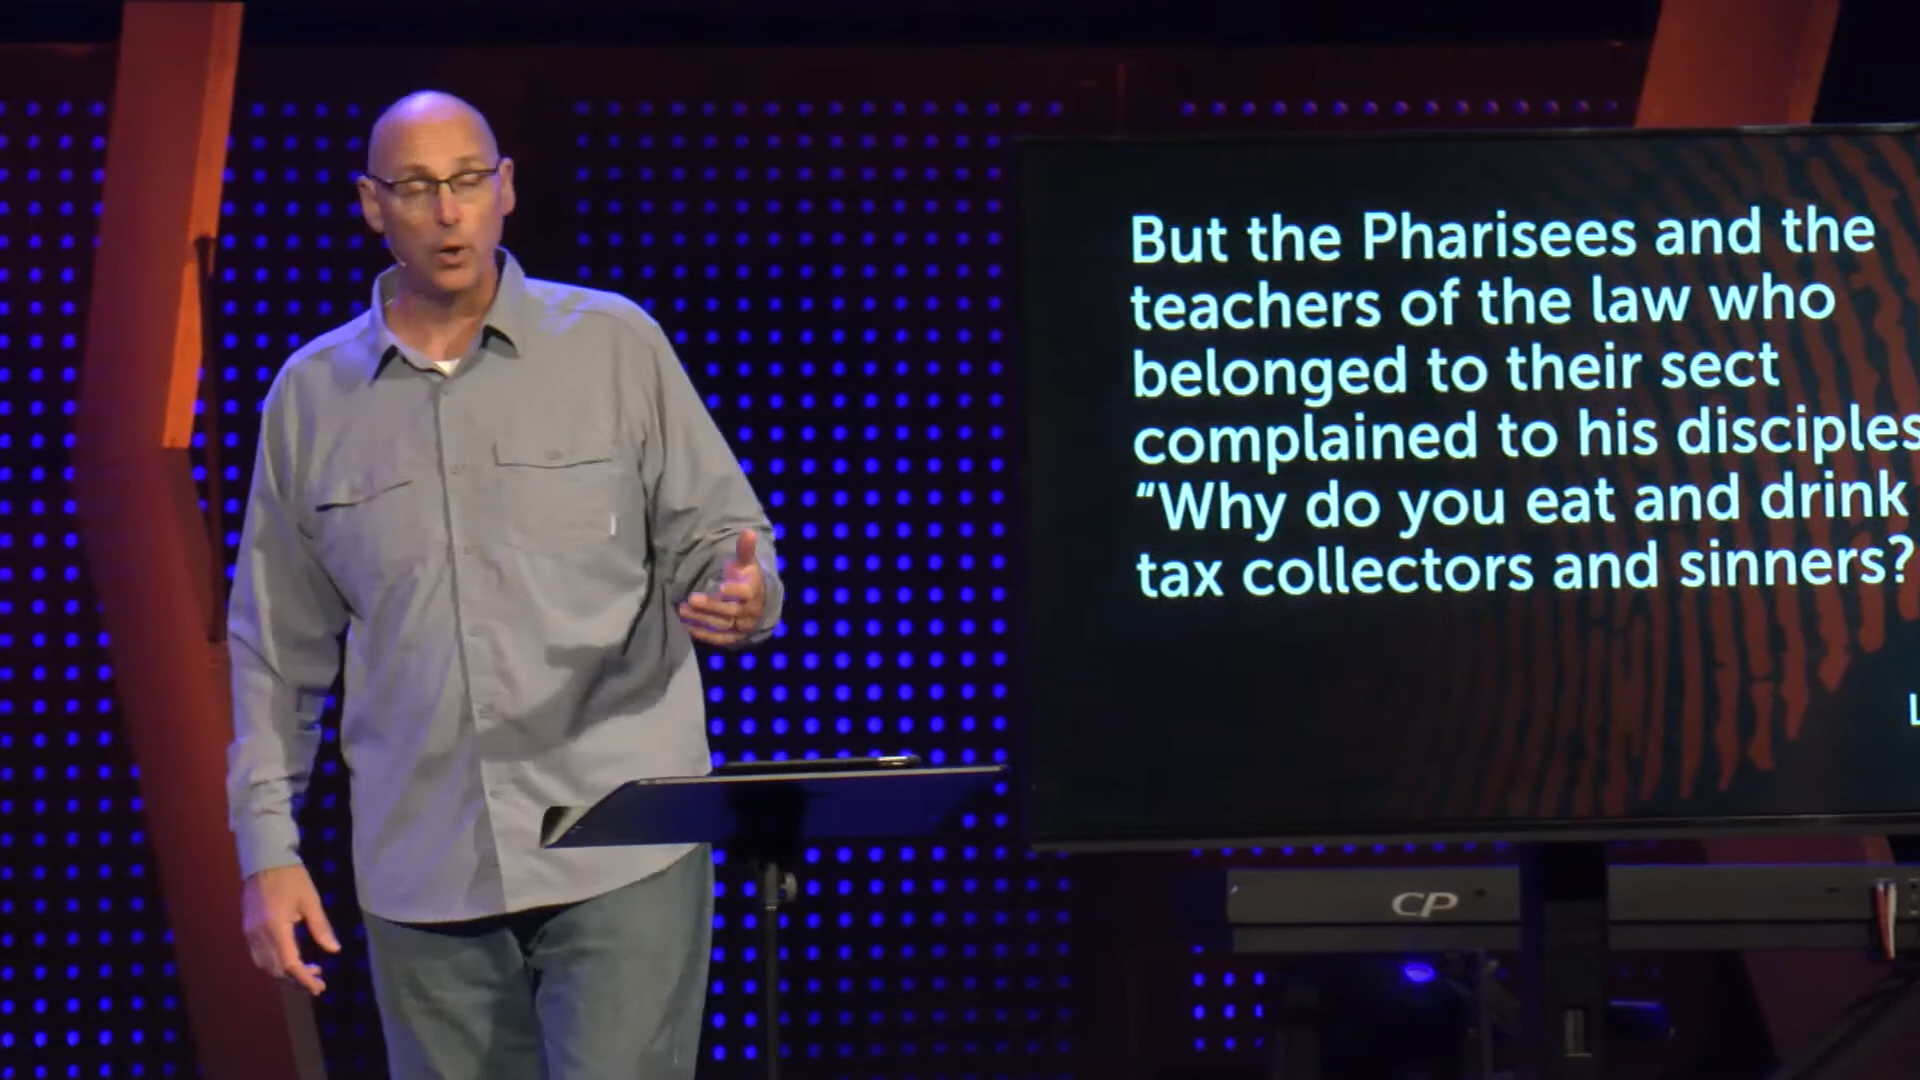 But the Pharisees and the
teachers of the law who
belonged to their sect
complained to his disciples
“Why do you eat and drink
tax collectors and sinners?
L
CP